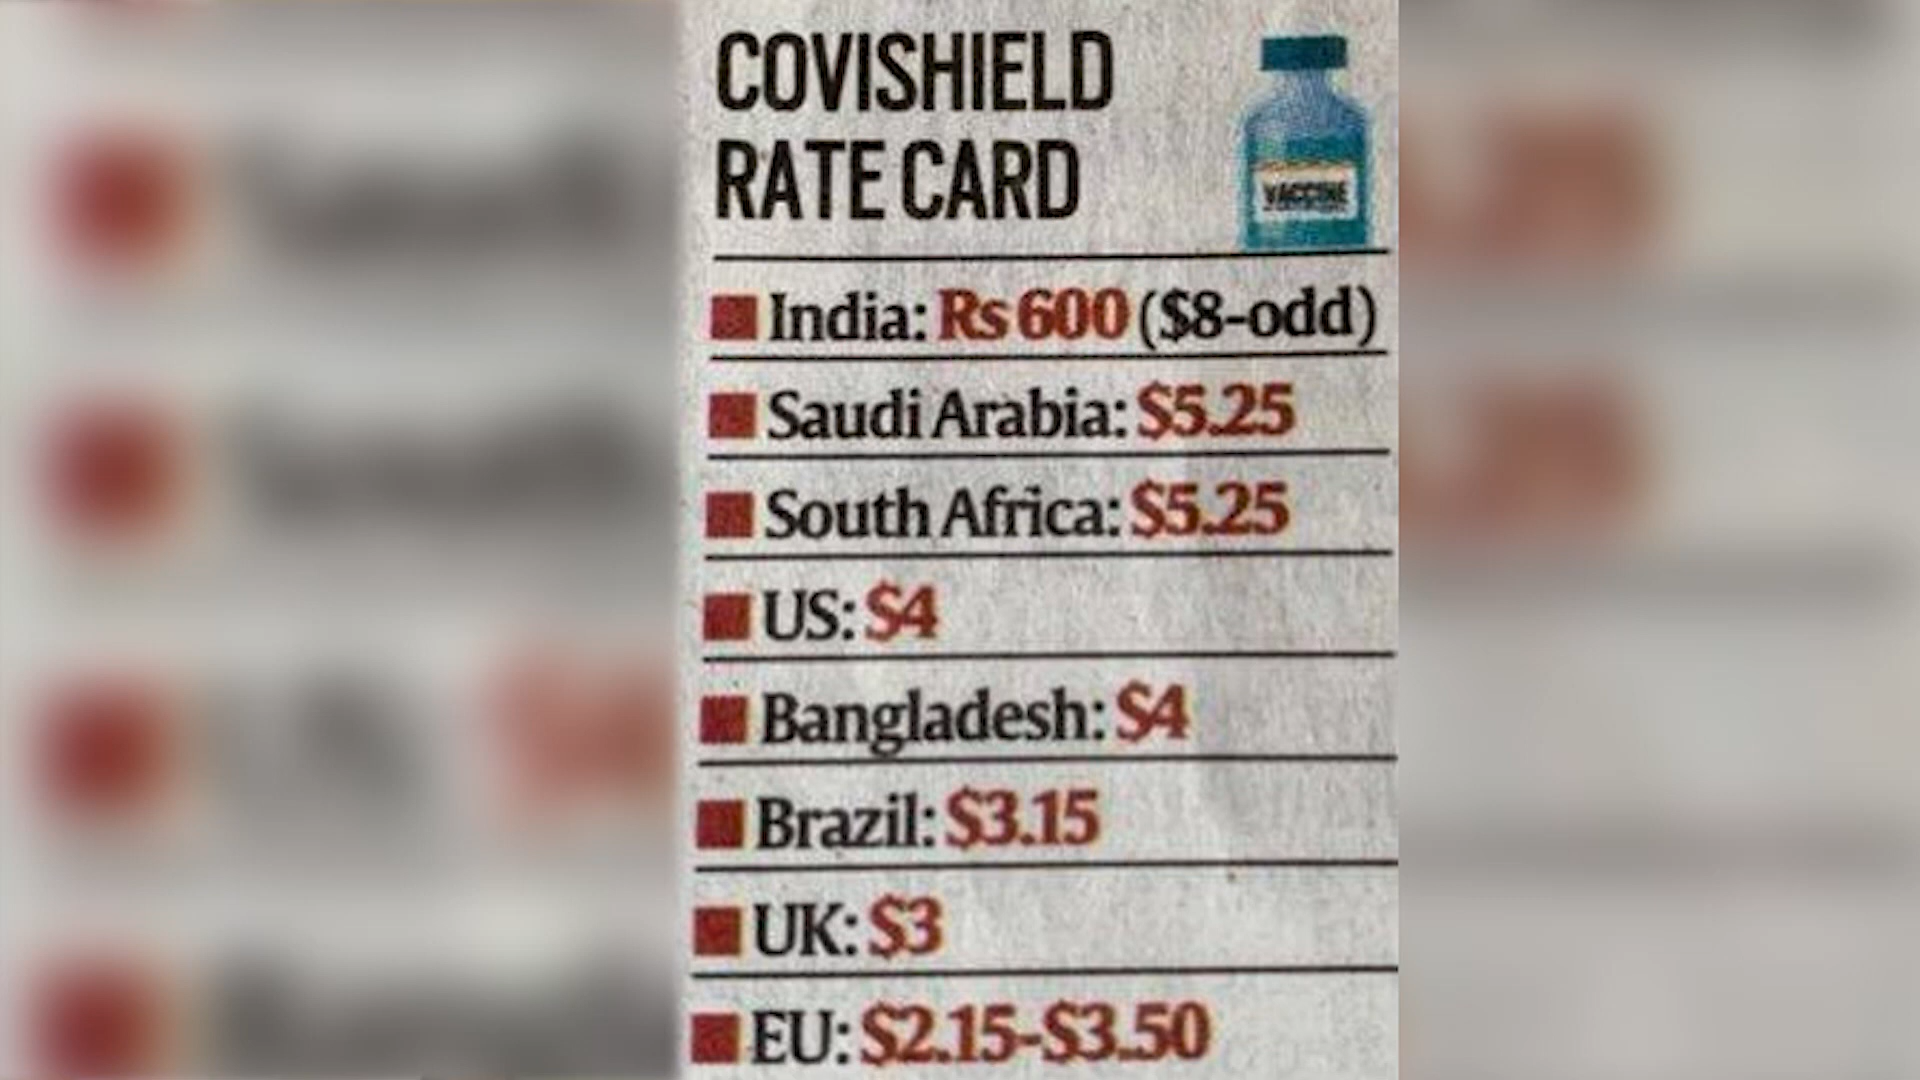 COVISHIELD
RATE CARD
VACCINE
India: Rs 600 ($8-odd)
Saudi Arabia: $5.25
South Africa: $5.25
US: $4
Bangladesh: $4
Brazil: $3.15
UK: $3
EU: $2.15-$3.50